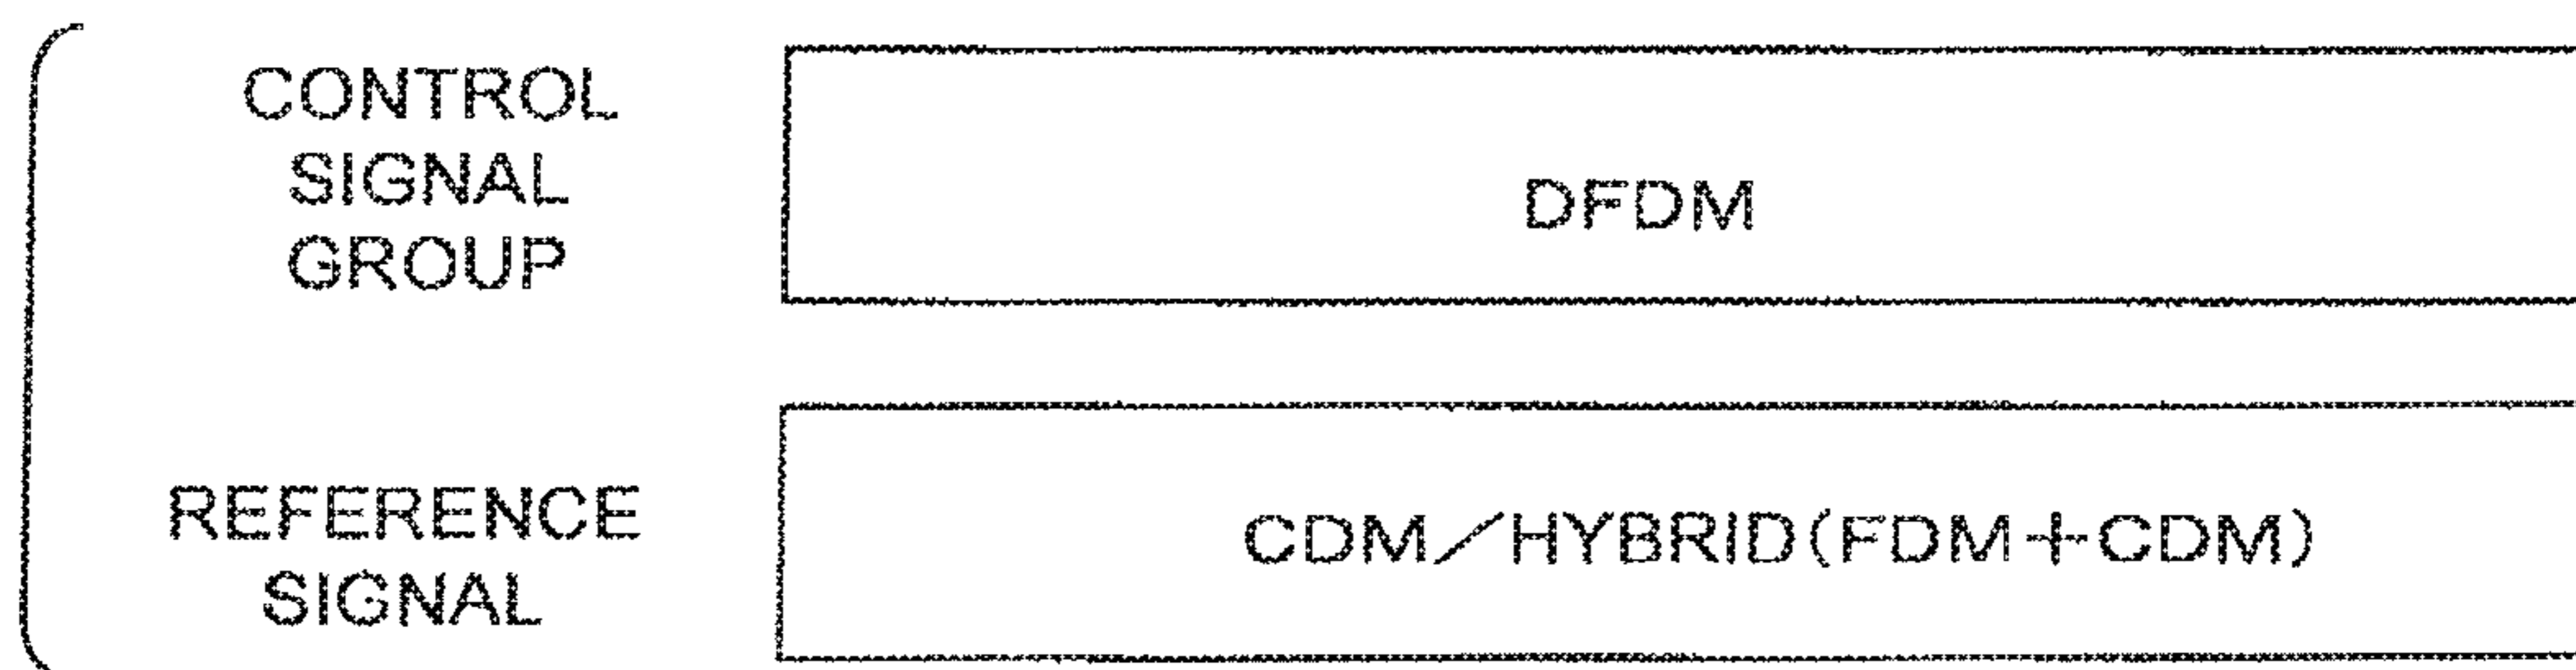 CONTROL
SIGNAL
GROUP
DFDM
REFERENCE
SIGNAL
CDM/HYBRID(FDM+CDM)